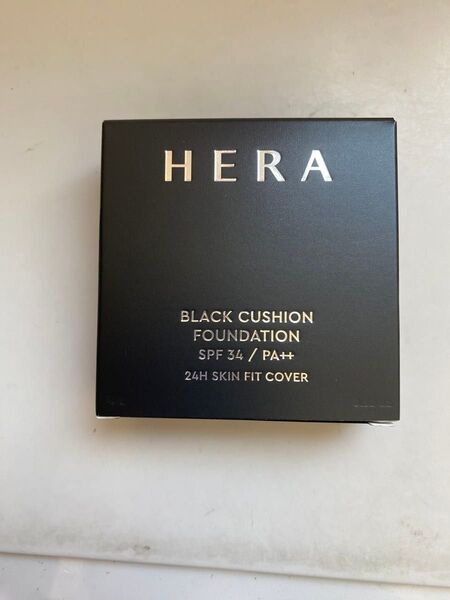 HERA
BLACK CUSHION
FOUNDATION
SPF 34 / PA++
24H SKIN FIT COVER